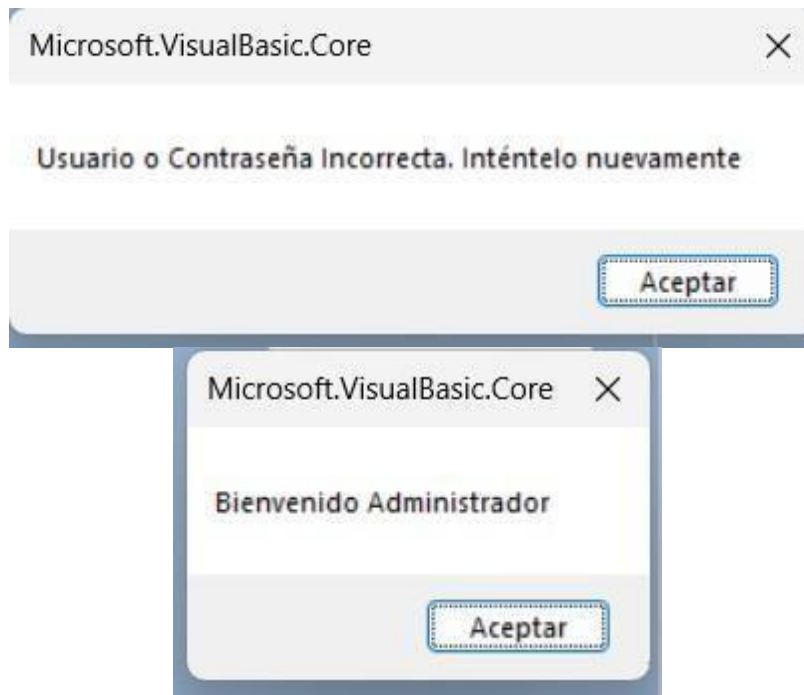 Microsoft.VisualBasic.Core
Usuario o Contraseña Incorrecta. Inténtelo nuevamente
Aceptar
Microsoft.VisualBasic.Core
Bienvenido Administrador
Aceptar